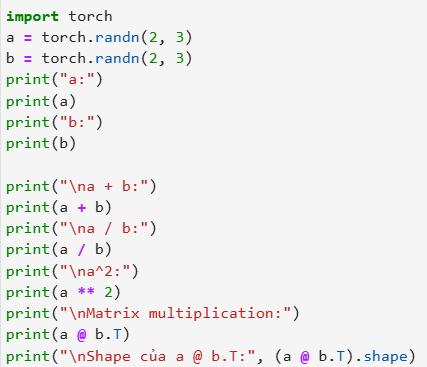 import torch
a = torch.randn(2, 3)
b = torch.randn(2, 3)
print("a:")
print(a)
print("b:")
print(b)

print("\na + b:")
print(a + b)
print("\na / b:")
print(a / b)
print("\na^2:")
print(a ** 2)
print("\nMatrix multiplication:")
print(a @ b.T)
print("\nShape của a @ b.T:", (a @ b.T).shape)